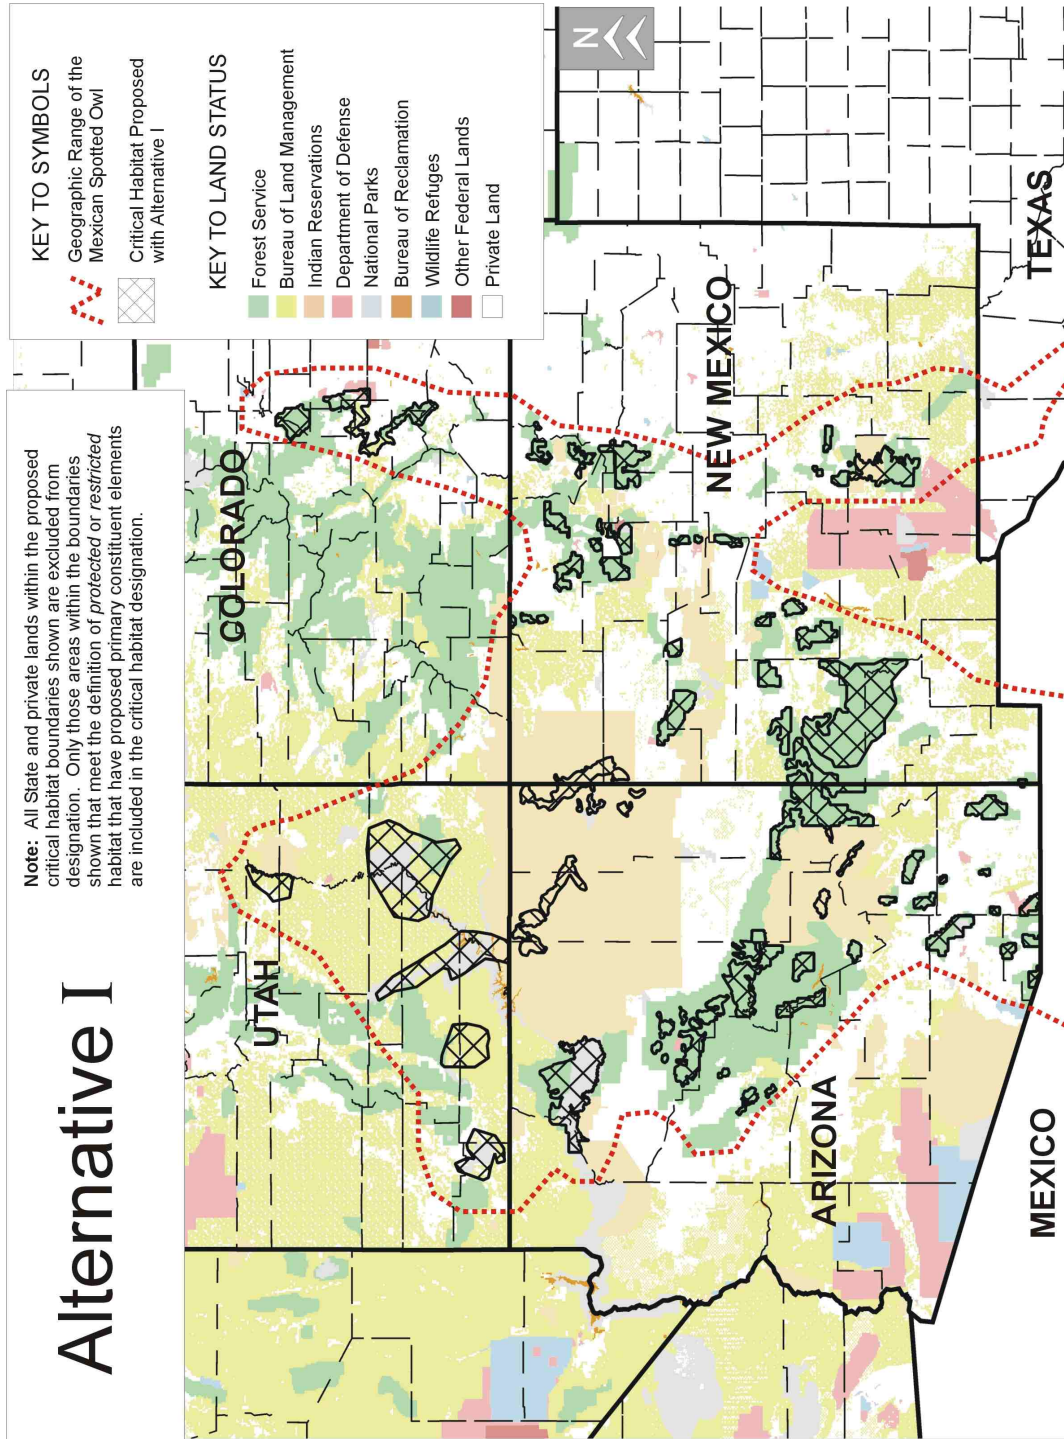 Alternative I
Note: All State and private lands within the proposed
critical habitat boundaries shown are excluded from
designation. Only those areas within the boundaries
shown that meet the definition of protected or restricted
habitat that have proposed primary constituent elements
are included in the critical habitat designation.
KEY TO SYMBOLS
Geographic Range of the
Mexican Spotted Owl
Critical Habitat Proposed
with Alternative I
KEY TO LAND STATUS
Forest Service
Bureau of Land Management
Indian Reservations
Department of Defense
National Parks
Bureau of Reclamation
Wildlife Refuges
Other Federal Lands
Private Land
N
UTAH
COLORADO
ARIZONA
NEW MEXICO
MEXICO
TEXAS